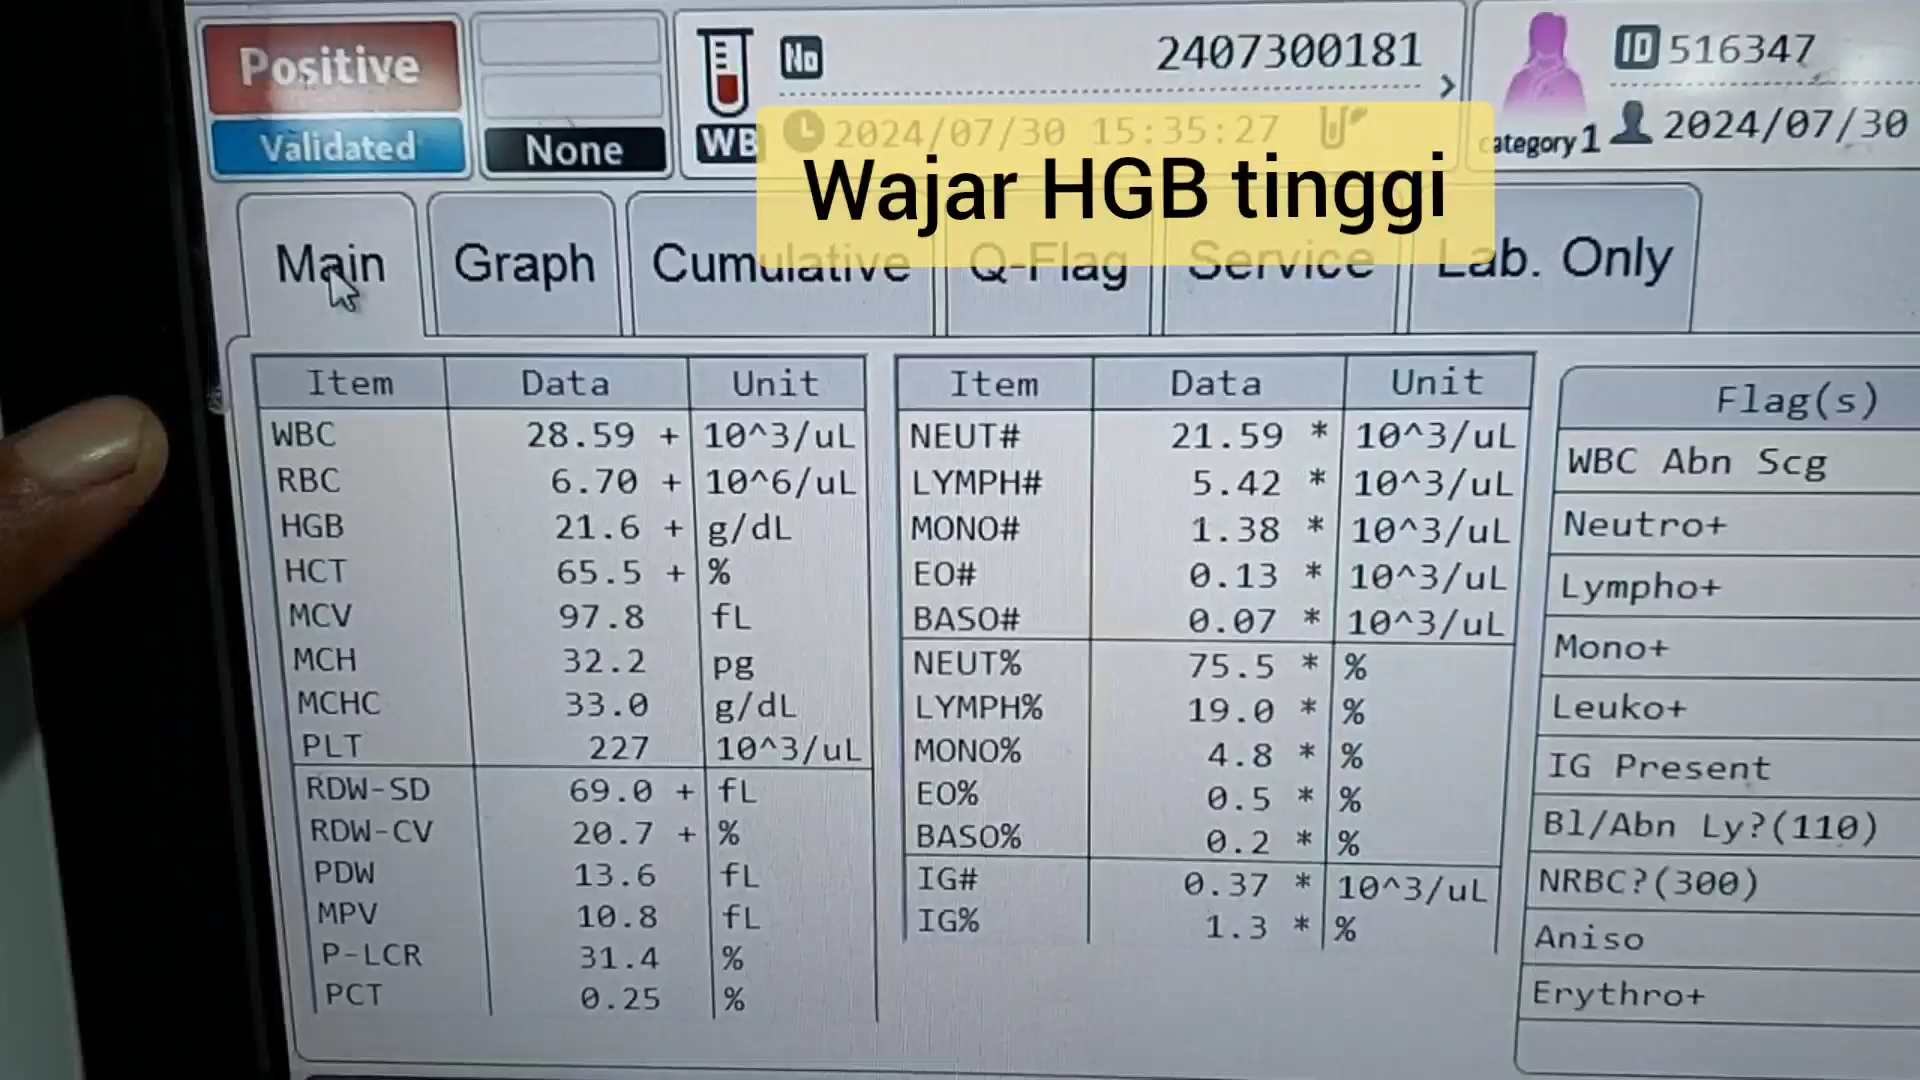 Positive
Validated
None
WB
No 2407300181
2024/07/30 15:35:27
ategory 1
ID 516347
2024/07/30
Wajar HGB tinggi
Main Graph Cumulative Q-Flag Service Lab. Only
Item Data Unit
WBC 28.59 + 10^3/uL
RBC 6.70 + 10^6/uL
HGB 21.6 + g/dL
HCT 65.5 + %
MCV 97.8 fL
MCH 32.2 pg
MCHC 33.0 g/dL
PLT 227 10^3/uL
RDW-SD 69.0 + fL
RDW-CV 20.7 + %
PDW 13.6 fL
MPV 10.8 fL
P-LCR 31.4 %
PCT 0.25 %
Item Data Unit
NEUT# 21.59 * 10^3/uL
LYMPH# 5.42 * 10^3/uL
MONO# 1.38 * 10^3/uL
EO# 0.13 * 10^3/uL
BASO# 0.07 * 10^3/uL
NEUT% 75.5 * %
LYMPH% 19.0 * %
MONO% 4.8 * %
EO% 0.5 * %
BASO% 0.2 * %
IG# 0.37 * 10^3/uL
IG% 1.3 * %
Flag(s)
WBC Abn Scg
Neutro+
Lympho+
Mono+
Leuko+
IG Present
Bl/Abn Ly?(110)
NRBC?(300)
Aniso
Erythro+